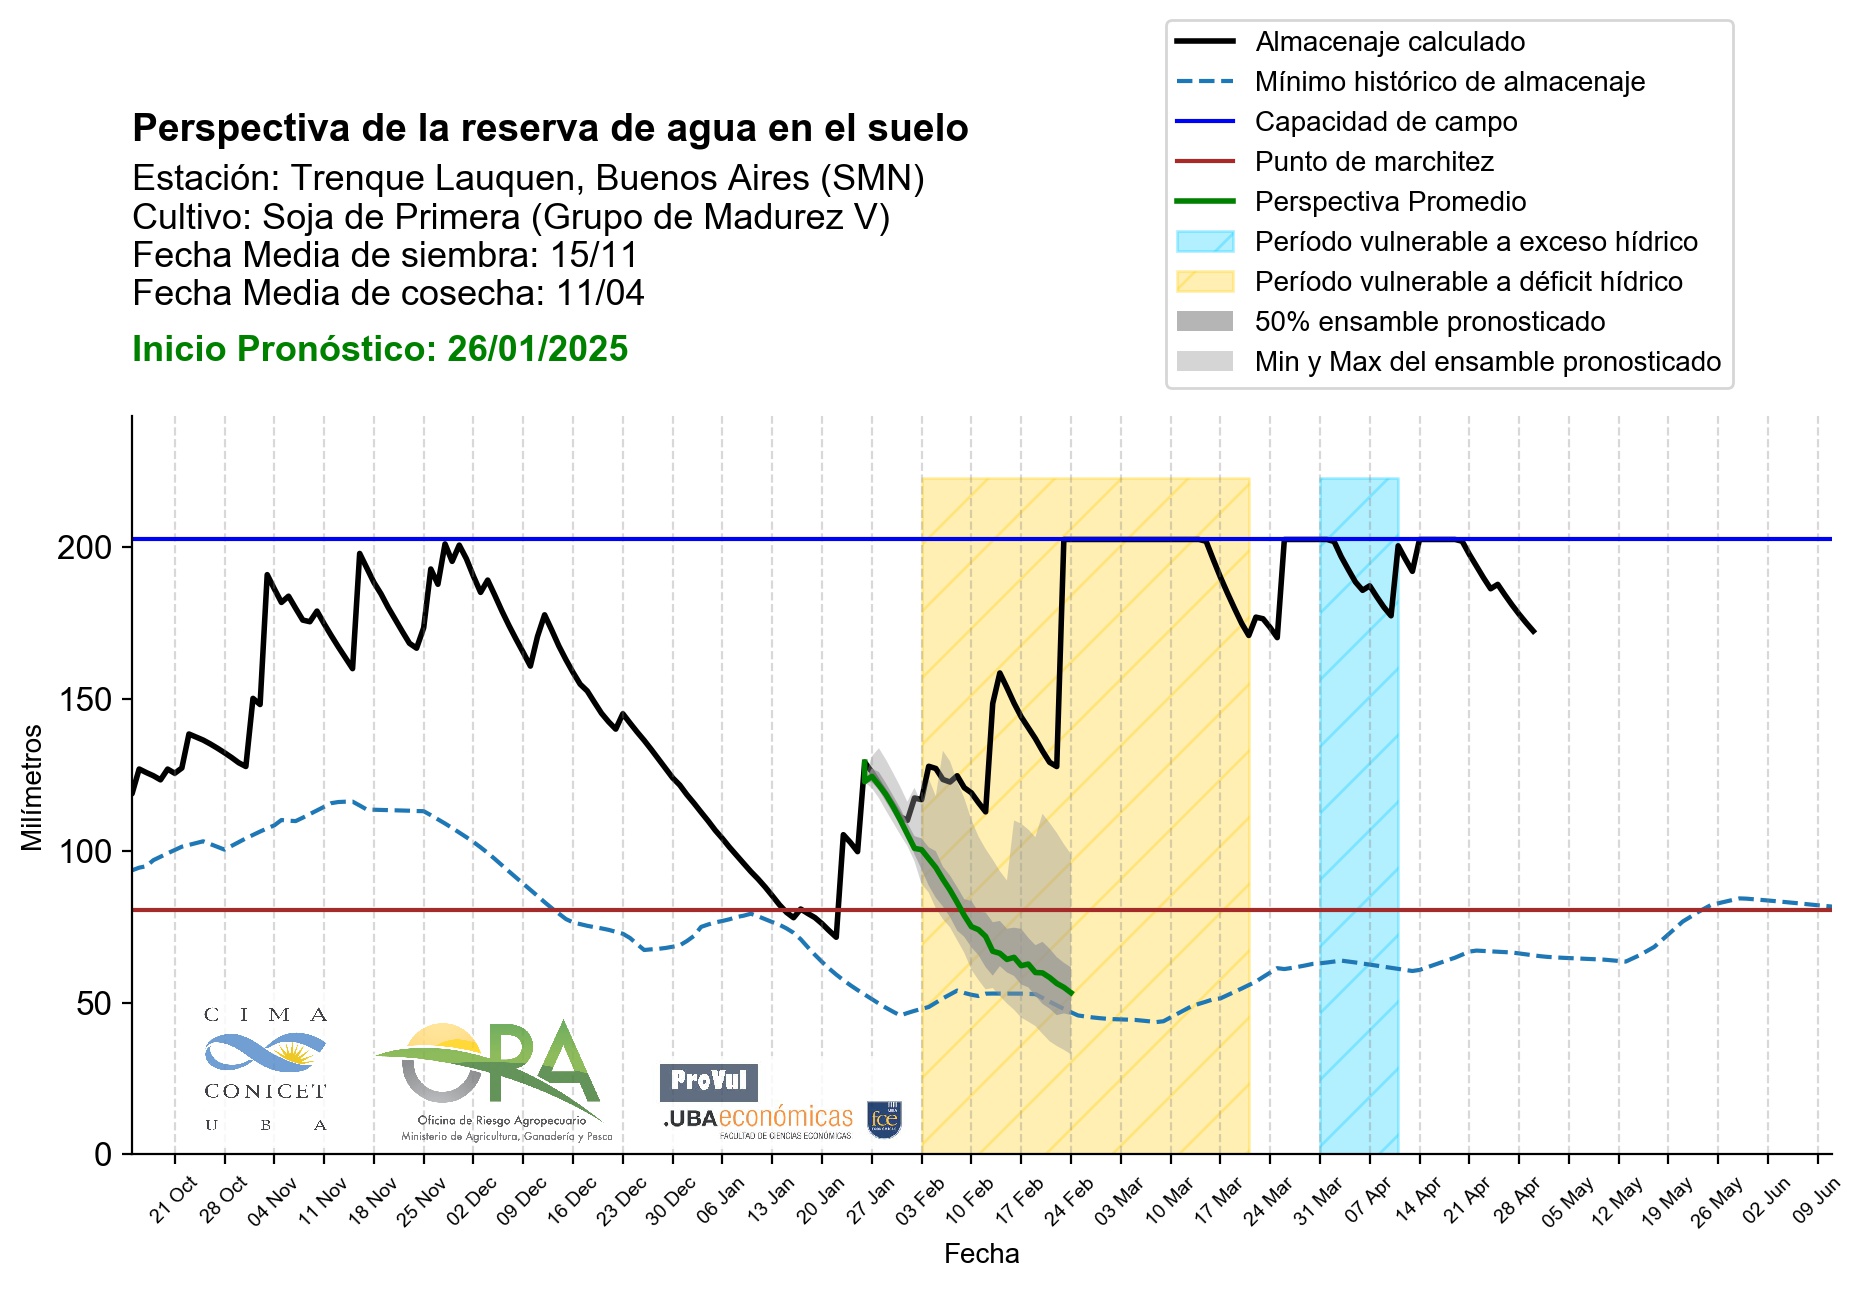 Almacenaje calculado
Mínimo histórico de almacenaje
Capacidad de campo
Punto de marchitez
Perspectiva Promedio
Período vulnerable a exceso hídrico
Período vulnerable a déficit hídrico
50% ensamble pronosticado
Min y Max del ensamble pronosticado
Perspectiva de la reserva de agua en el suelo
Estación: Trenque Lauquen, Buenos Aires (SMN)
Cultivo: Soja de Primera (Grupo de Madurez V)
Fecha Media de siembra: 15/11
Fecha Media de cosecha: 11/04
Inicio Pronóstico: 26/01/2025
Milímetros
200
150
100
50
0
CIMA
CONICET
UBA
ORA
Oficina de Riesgo Agropecuario
Ministerio de Agricultura, Ganadería y Pesca
ProVul
.UBAeconómicas
FACULTAD DE CIENCIAS ECONÓMICAS
fce
21 Oct
28 Oct
04 Nov
11 Nov
18 Nov
25 Nov
02 Dec
09 Dec
16 Dec
23 Dec
30 Dec
06 Jan
13 Jan
20 Jan
27 Jan
03 Feb
10 Feb
17 Feb
24 Feb
03 Mar
10 Mar
17 Mar
24 Mar
31 Mar
07 Apr
14 Apr
21 Apr
28 Apr
05 May
12 May
19 May
26 May
02 Jun
09 Jun
Fecha